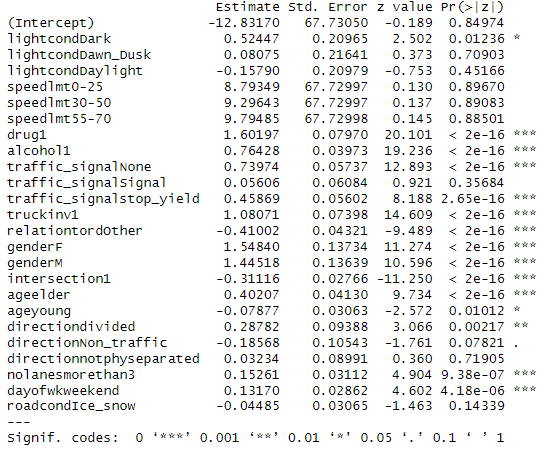 Estimate Std. Error z value Pr(>|z|)
(Intercept) -12.83170 67.73050 -0.189 0.84974
lightcondDark 0.52447 0.20965 2.502 0.01236 *
lightcondDawn_Dusk 0.08075 0.21641 0.373 0.70903
lightcondDaylight -0.15790 0.20979 -0.753 0.45166
speedlmt0-25 8.79349 67.72997 0.130 0.89670
speedlmt30-50 9.29643 67.72997 0.137 0.89083
speedlmt55-70 9.79485 67.72998 0.145 0.88501
drug1 1.60197 0.07970 20.101 < 2e-16 ***
alcohol1 0.76428 0.03973 19.236 < 2e-16 ***
traffic_signalNone 0.73974 0.05737 12.893 < 2e-16 ***
traffic_signalSignal 0.05606 0.06084 0.921 0.35684
traffic_signalstop_yield 0.45869 0.05602 8.188 2.65e-16 ***
truckinv1 1.08071 0.07398 14.609 < 2e-16 ***
relationtordOther -0.41002 0.04321 -9.489 < 2e-16 ***
genderF 1.54840 0.13734 11.274 < 2e-16 ***
genderM 1.44518 0.13639 10.596 < 2e-16 ***
intersection1 -0.31116 0.02766 -11.250 < 2e-16 ***
ageelder 0.40207 0.04130 9.734 < 2e-16 ***
ageyoung -0.07877 0.03063 -2.572 0.01012 *
directiondivided 0.28782 0.09388 3.066 0.00217 **
directionNon_traffic -0.18568 0.10543 -1.761 0.07821 .
directionnotphyseparated 0.03234 0.08991 0.360 0.71905
nolanesmorethan3 0.15261 0.03112 4.904 9.38e-07 ***
dayofwkweekend 0.13170 0.02862 4.602 4.18e-06 ***
roadcondIce_snow -0.04485 0.03065 -1.463 0.14339
---
Signif. codes: 0 ‘***’ 0.001 ‘**’ 0.01 ‘*’ 0.05 ‘.’ 0.1 ‘ ’ 1